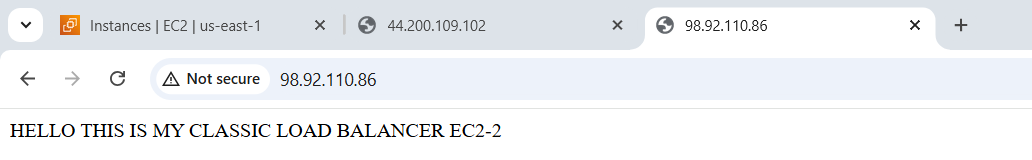 Instances | EC2 | us-east-1
44.200.109.102
98.92.110.86
Not secure
98.92.110.86
HELLO THIS IS MY CLASSIC LOAD BALANCER EC2-2